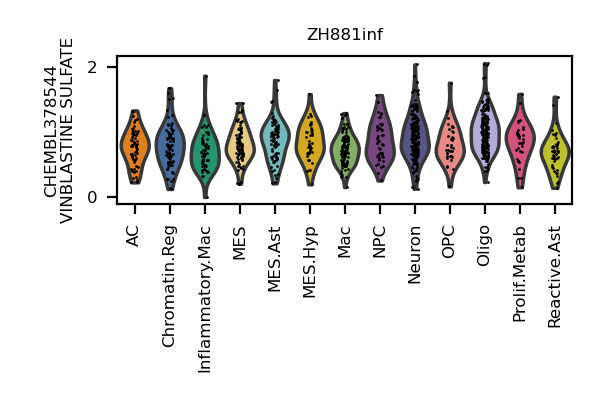 ZH881inf
CHEMBL378544
VINBLASTINE SULFATE
2
0
AC
Chromatin.Reg
Inflammatory.Mac
MES
MES.Ast
MES.Hyp
Mac
NPC
Neuron
OPC
Oligo
Prolif.Metab
Reactive.Ast